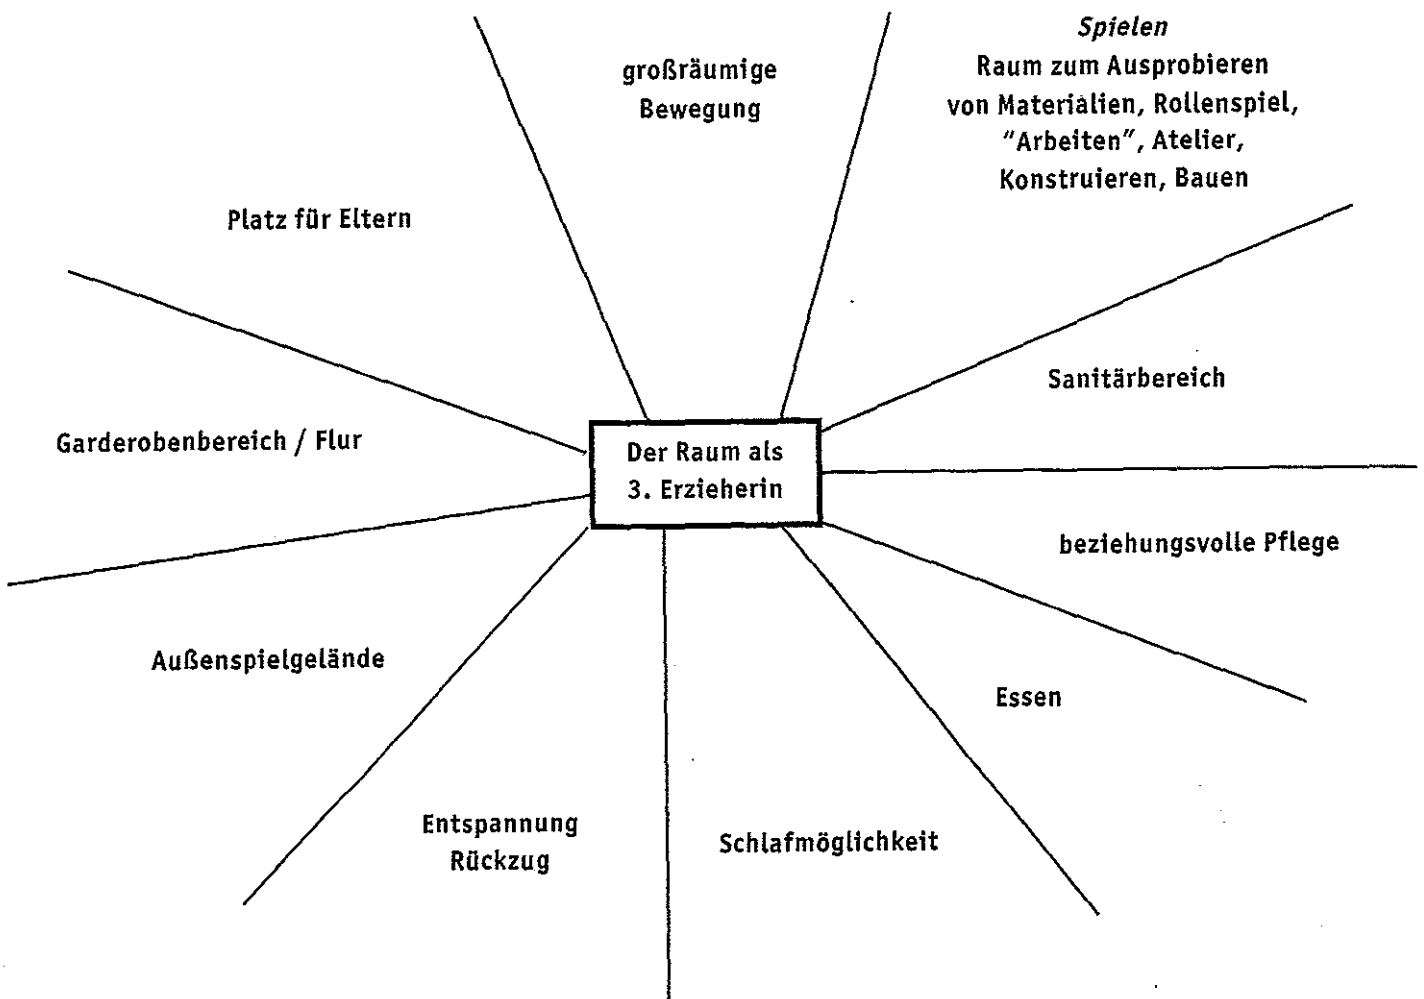 großräumige
Bewegung
Spielen
Raum zum Ausprobieren
von Materialien, Rollenspiel,
"Arbeiten", Atelier,
Konstruieren, Bauen
Platz für Eltern
Sanitärbereich
Garderobenbereich / Flur
Der Raum als
3. Erzieherin
beziehungsvolle Pflege
Außenspielgelände
Essen
Entspannung
Rückzug
Schlafmöglichkeit